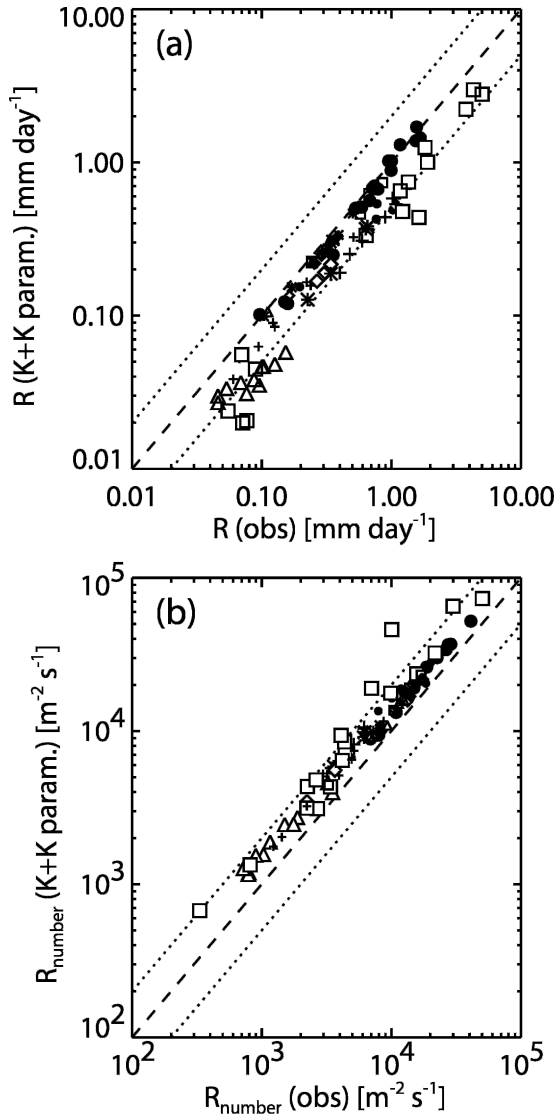 (a)
10.00
1.00
0.10
0.01
R (K+K param.) [mm day⁻¹]
0.01 0.10 1.00 10.00
R (obs) [mm day⁻¹]
(b)
10⁵
10⁴
10³
10²
R_number (K+K param.) [m⁻² s⁻¹]
10² 10³ 10⁴ 10⁵
R_number (obs) [m⁻² s⁻¹]